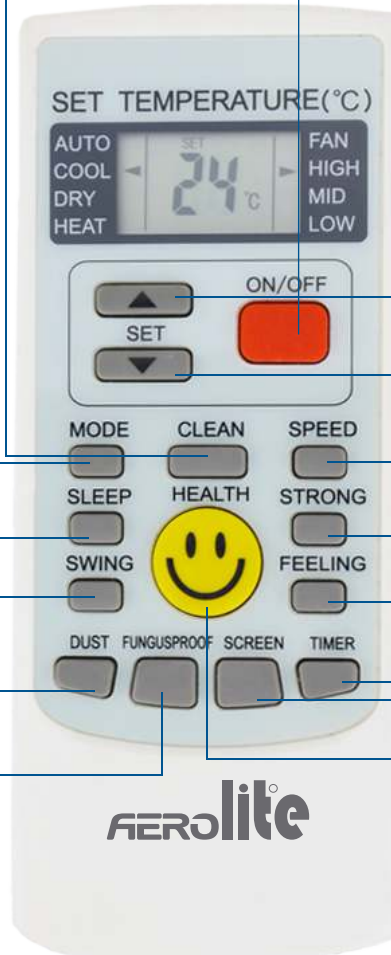 SET TEMPERATURE(°C)
AUTO
COOL
DRY
HEAT
SET
24 °C
FAN
HIGH
MID
LOW
ON/OFF
SET
MODE CLEAN SPEED
SLEEP HEALTH STRONG
SWING FEELING
DUST FUNGUSPROOF SCREEN TIMER
AEROlite